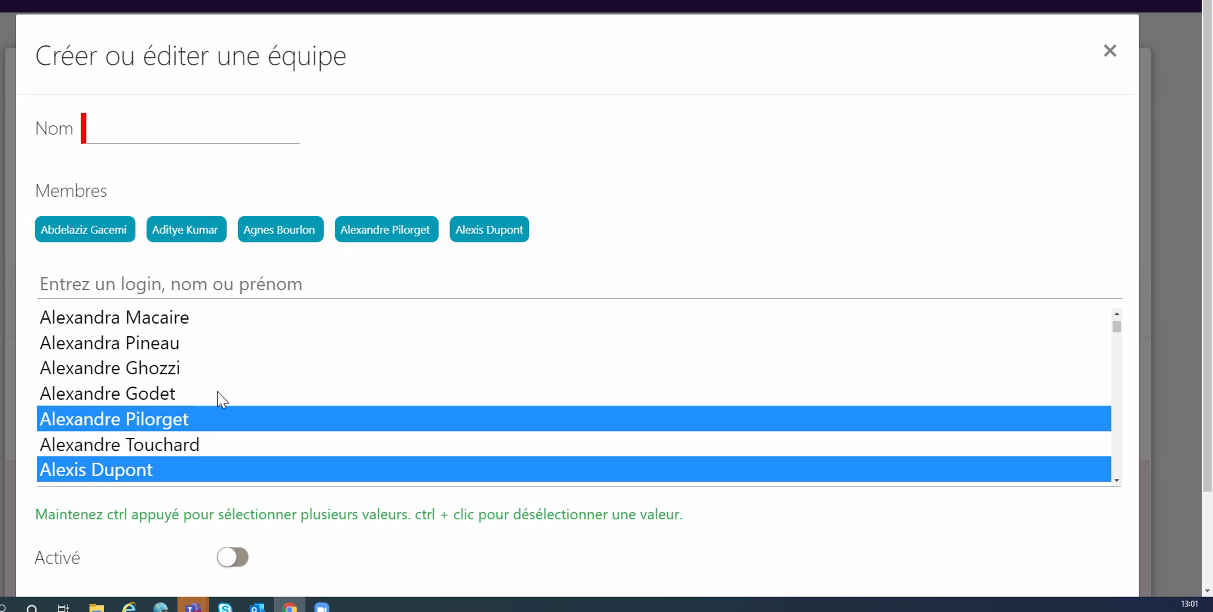 Créer ou éditer une équipe
×
Nom
Membres
Abdelaziz Gacemi Aditye Kumar Agnes Bourlon Alexandre Pilorget Alexis Dupont
Entrez un login, nom ou prénom
Alexandra Macaire
Alexandra Pineau
Alexandre Ghozzi
Alexandre Godet
Alexandre Pilorget
Alexandre Touchard
Alexis Dupont
Maintenez ctrl appuyé pour sélectionner plusieurs valeurs. ctrl + clic pour désélectionner une valeur.
Activé
13:01